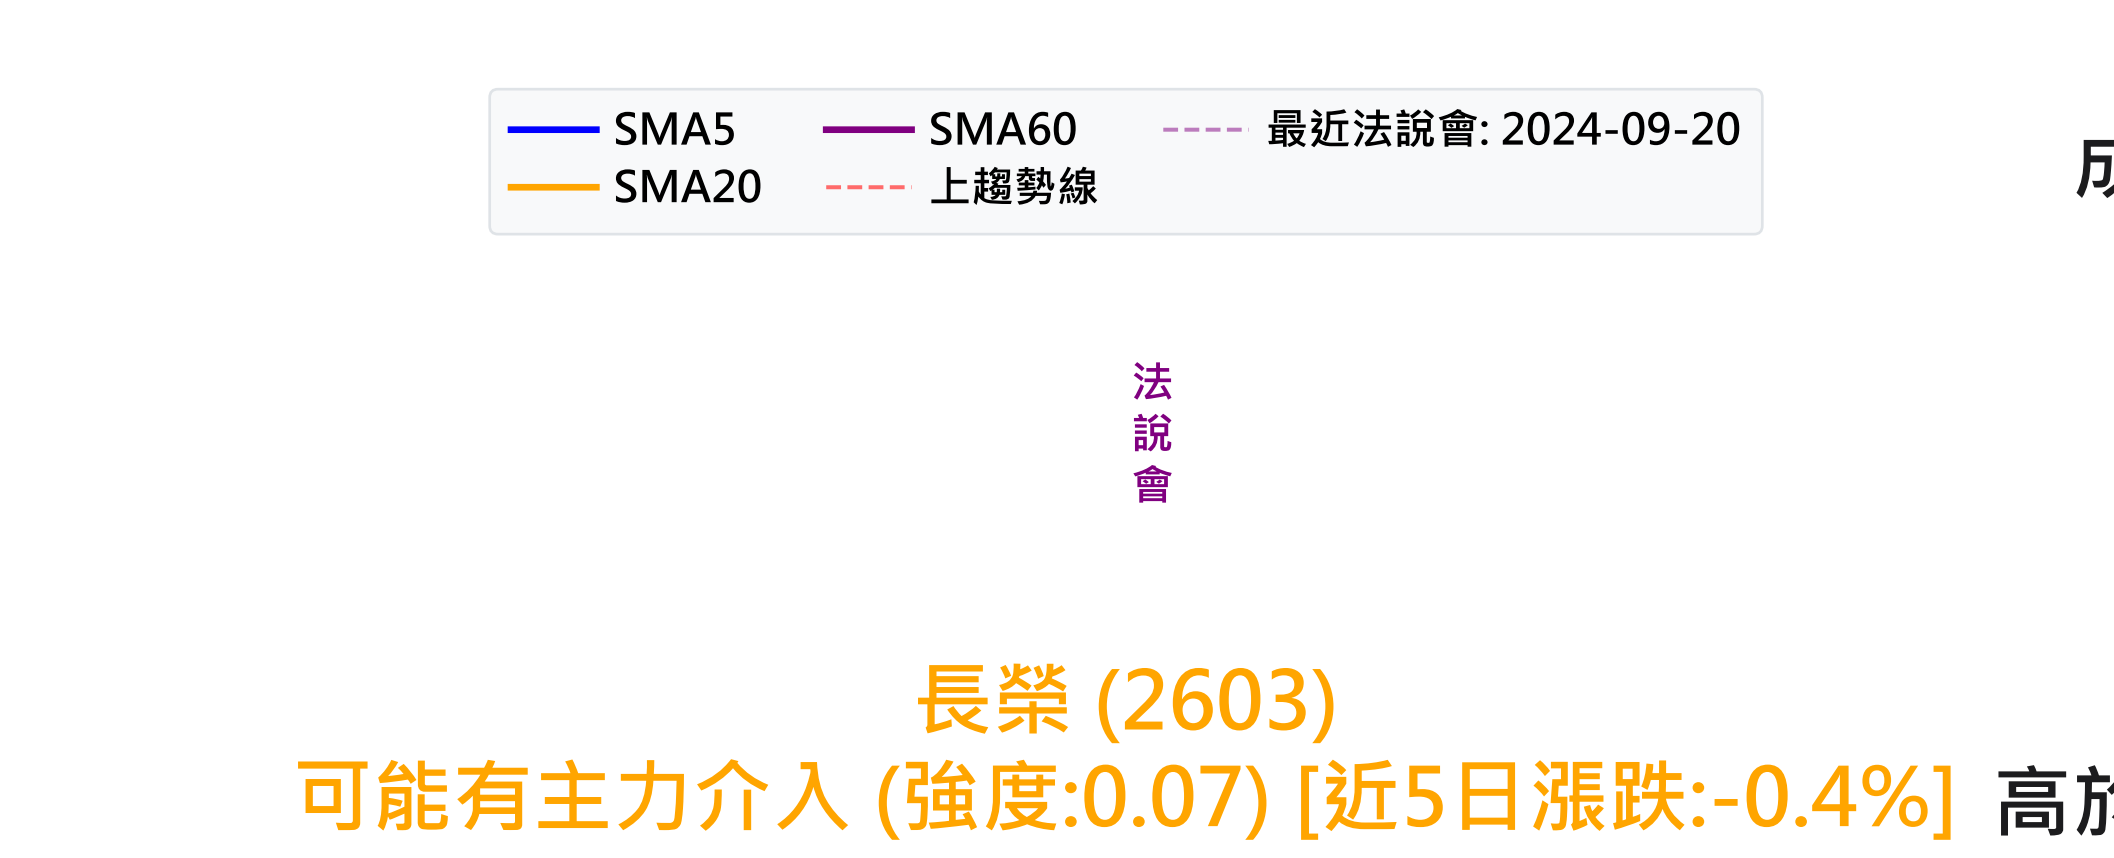 SMA5
SMA20
SMA60
上趨勢線
最近法說會: 2024-09-20
法說會
長榮 (2603)
可能有主力介入 (強度:0.07) [近5日漲跌:-0.4%]
高